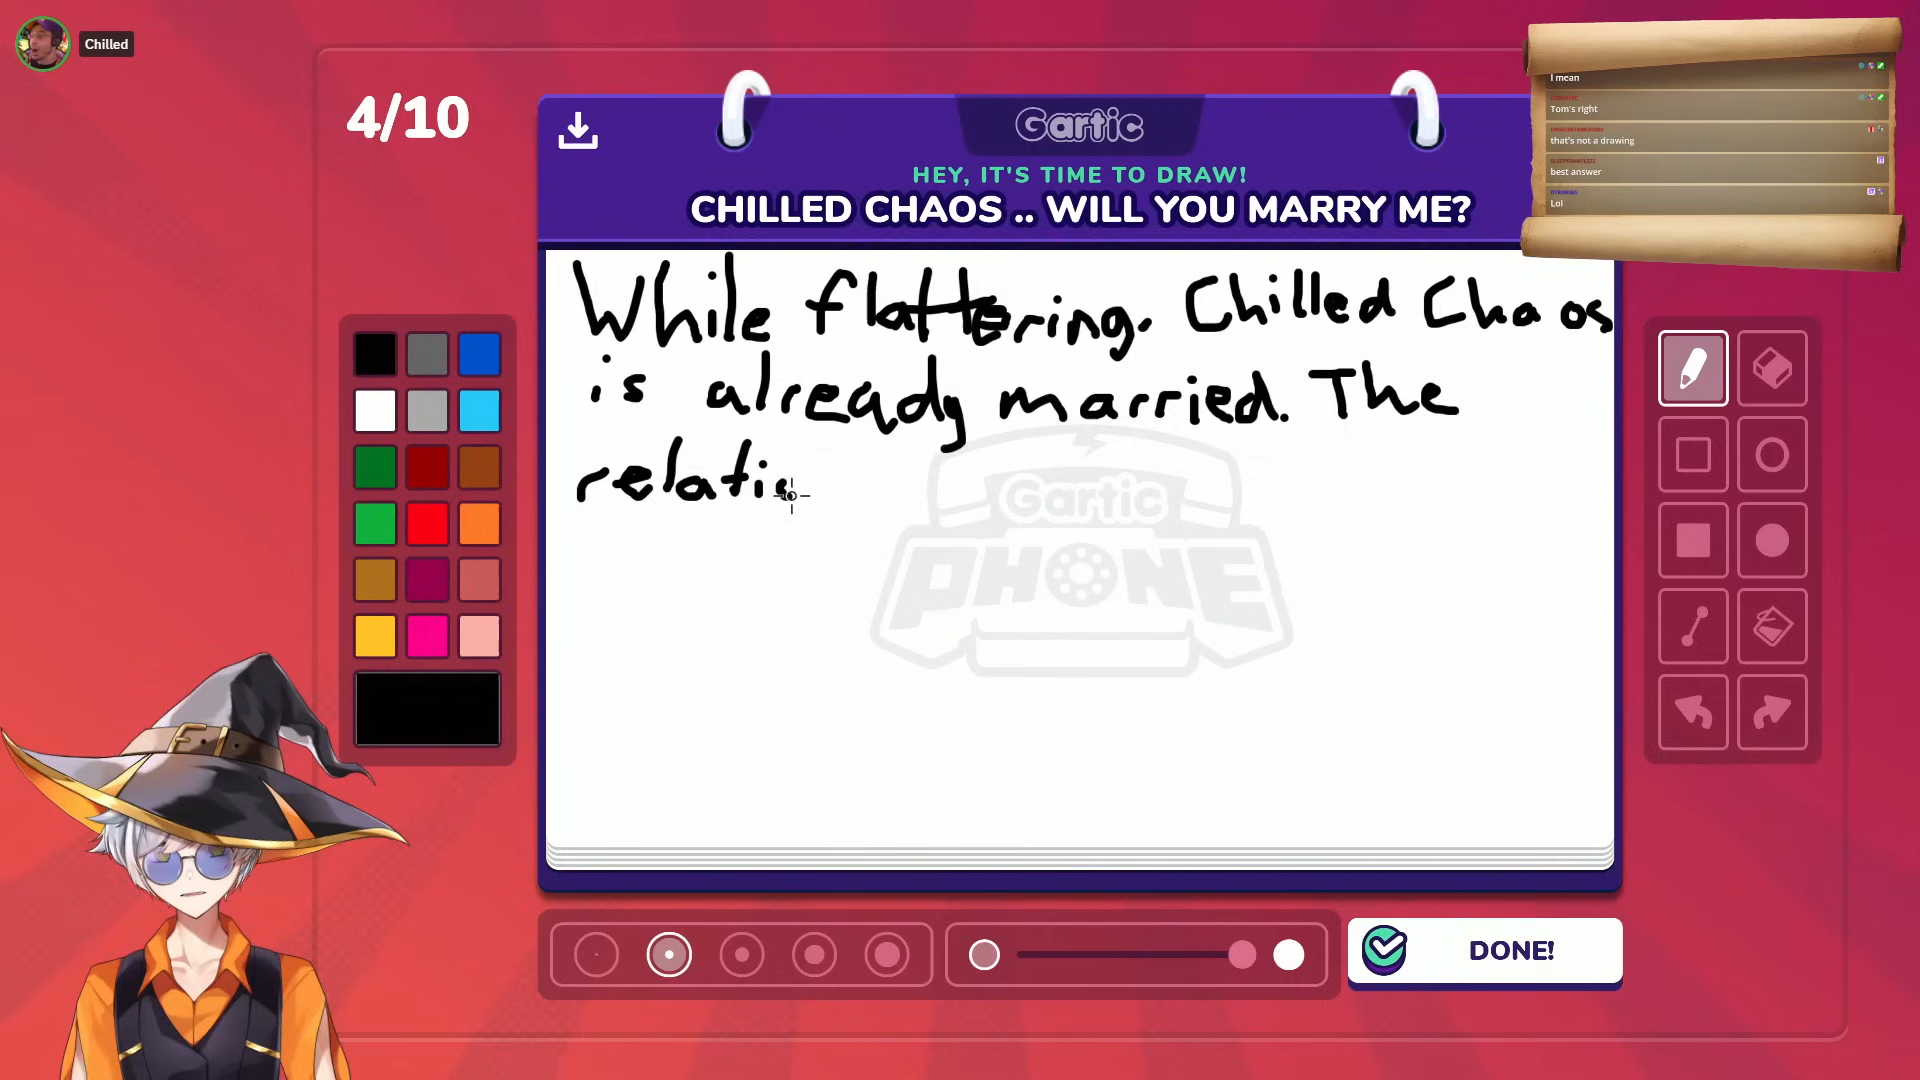 Chilled
4/10
Gartic
HEY, IT'S TIME TO DRAW!
CHILLED CHAOS .. WILL YOU MARRY ME?
I mean
Tom's right
that's not a drawing
best answer
Lol
While flattering. Chilled Chaos
is already married. The
relatio
Gartic
PHONE
DONE!